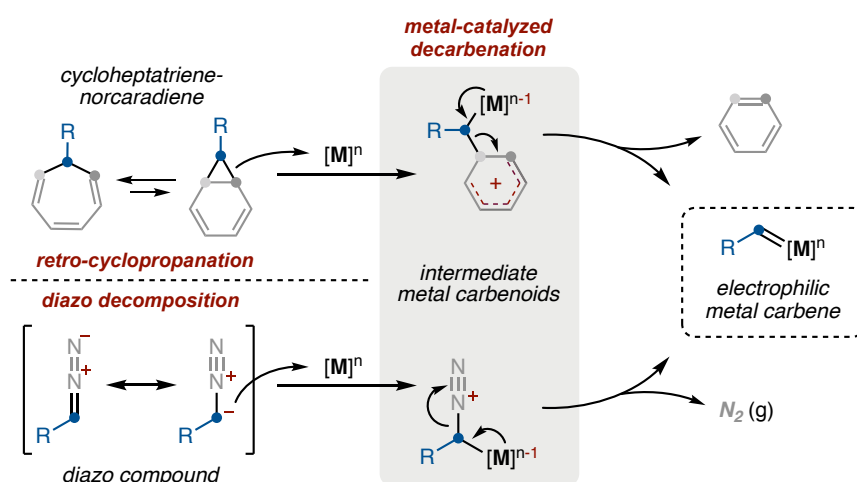 metal-catalyzed
decarbenation
cycloheptatriene-
norcaradiene
R
R
[M]ⁿ
R
[M]ⁿ⁻¹
+
retro-cyclopropanation
diazo decomposition
intermediate
metal carbenoids
R
[M]ⁿ
electrophilic
metal carbene
N −
N +
R
N
N +
−
R
[M]ⁿ
N
N +
R
[M]ⁿ⁻¹
N₂ (g)
diazo compound